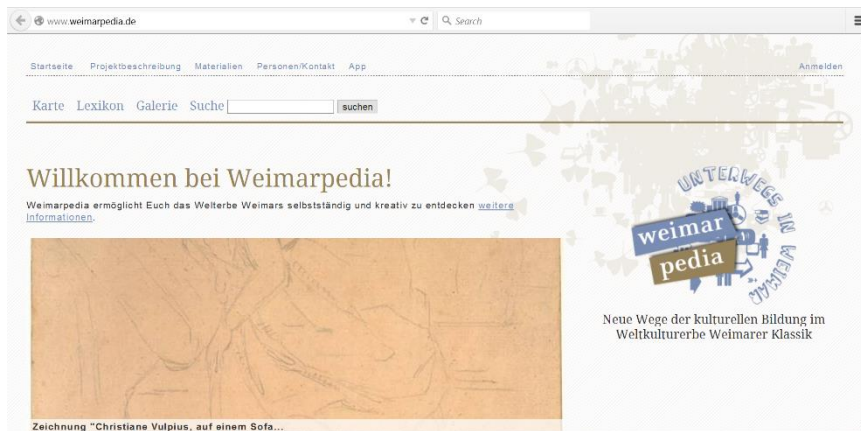 www.weimarpedia.de Search
Startseite Projektbeschreibung Materialien Personen/Kontakt App Anmelden
Karte Lexikon Galerie Suche suchen
Willkommen bei Weimarpedia!
Weimarpedia ermöglicht Euch das Welterbe Weimars selbstständig und kreativ zu entdecken weitere
Informationen.
Zeichnung "Christiane Vulpius, auf einem Sofa...
UNTERWEGS IN WEIMAR
weimar
pedia
Neue Wege der kulturellen Bildung im
Weltkulturerbe Weimarer Klassik